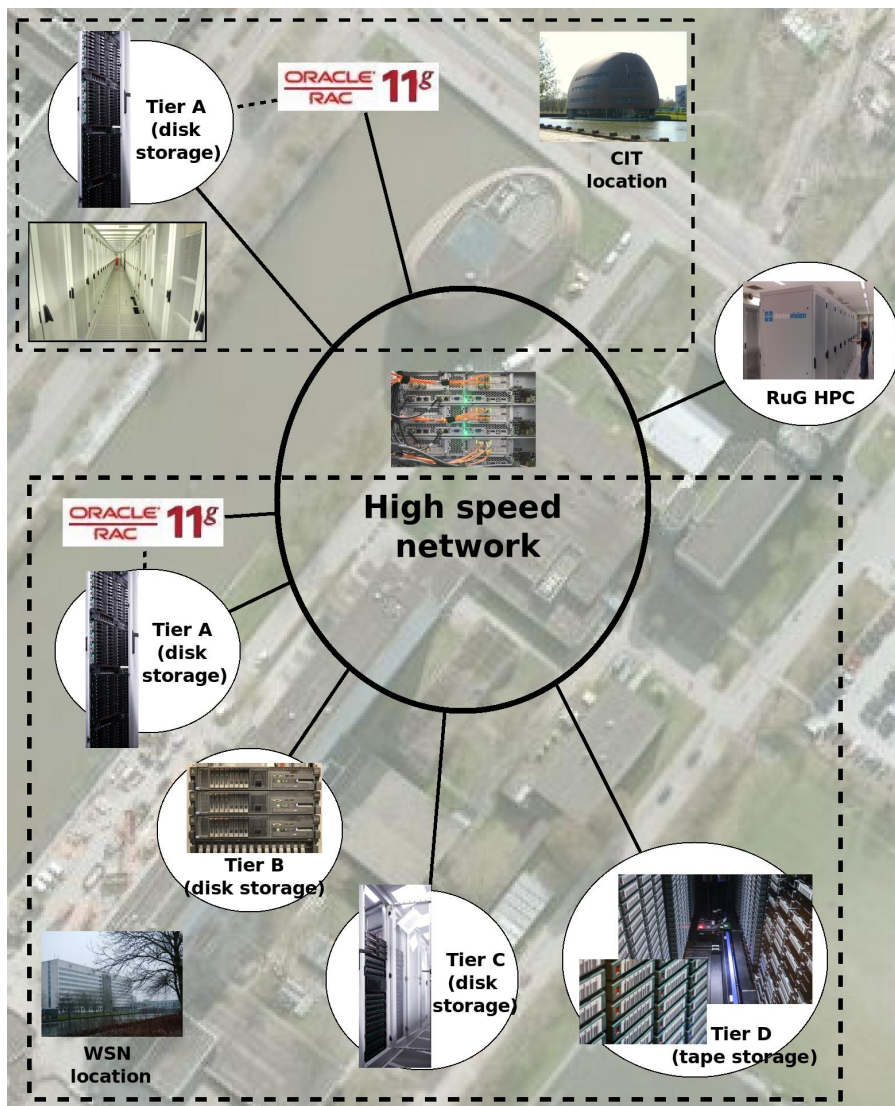 Tier A
(disk
storage)
ORACLE
RAC 11g
CIT
location
RuG HPC
High speed
network
ORACLE
RAC 11g
Tier A
(disk
storage)
Tier B
(disk storage)
Tier C
(disk
storage)
Tier D
(tape storage)
WSN
location